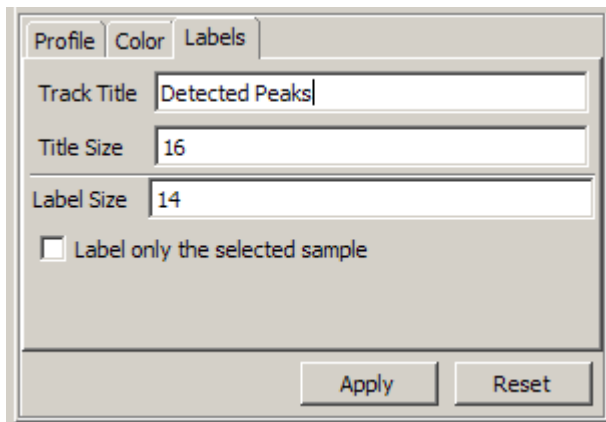 Profile Color Labels
Track Title Detected Peaks
Title Size 16
Label Size 14
Label only the selected sample
Apply Reset